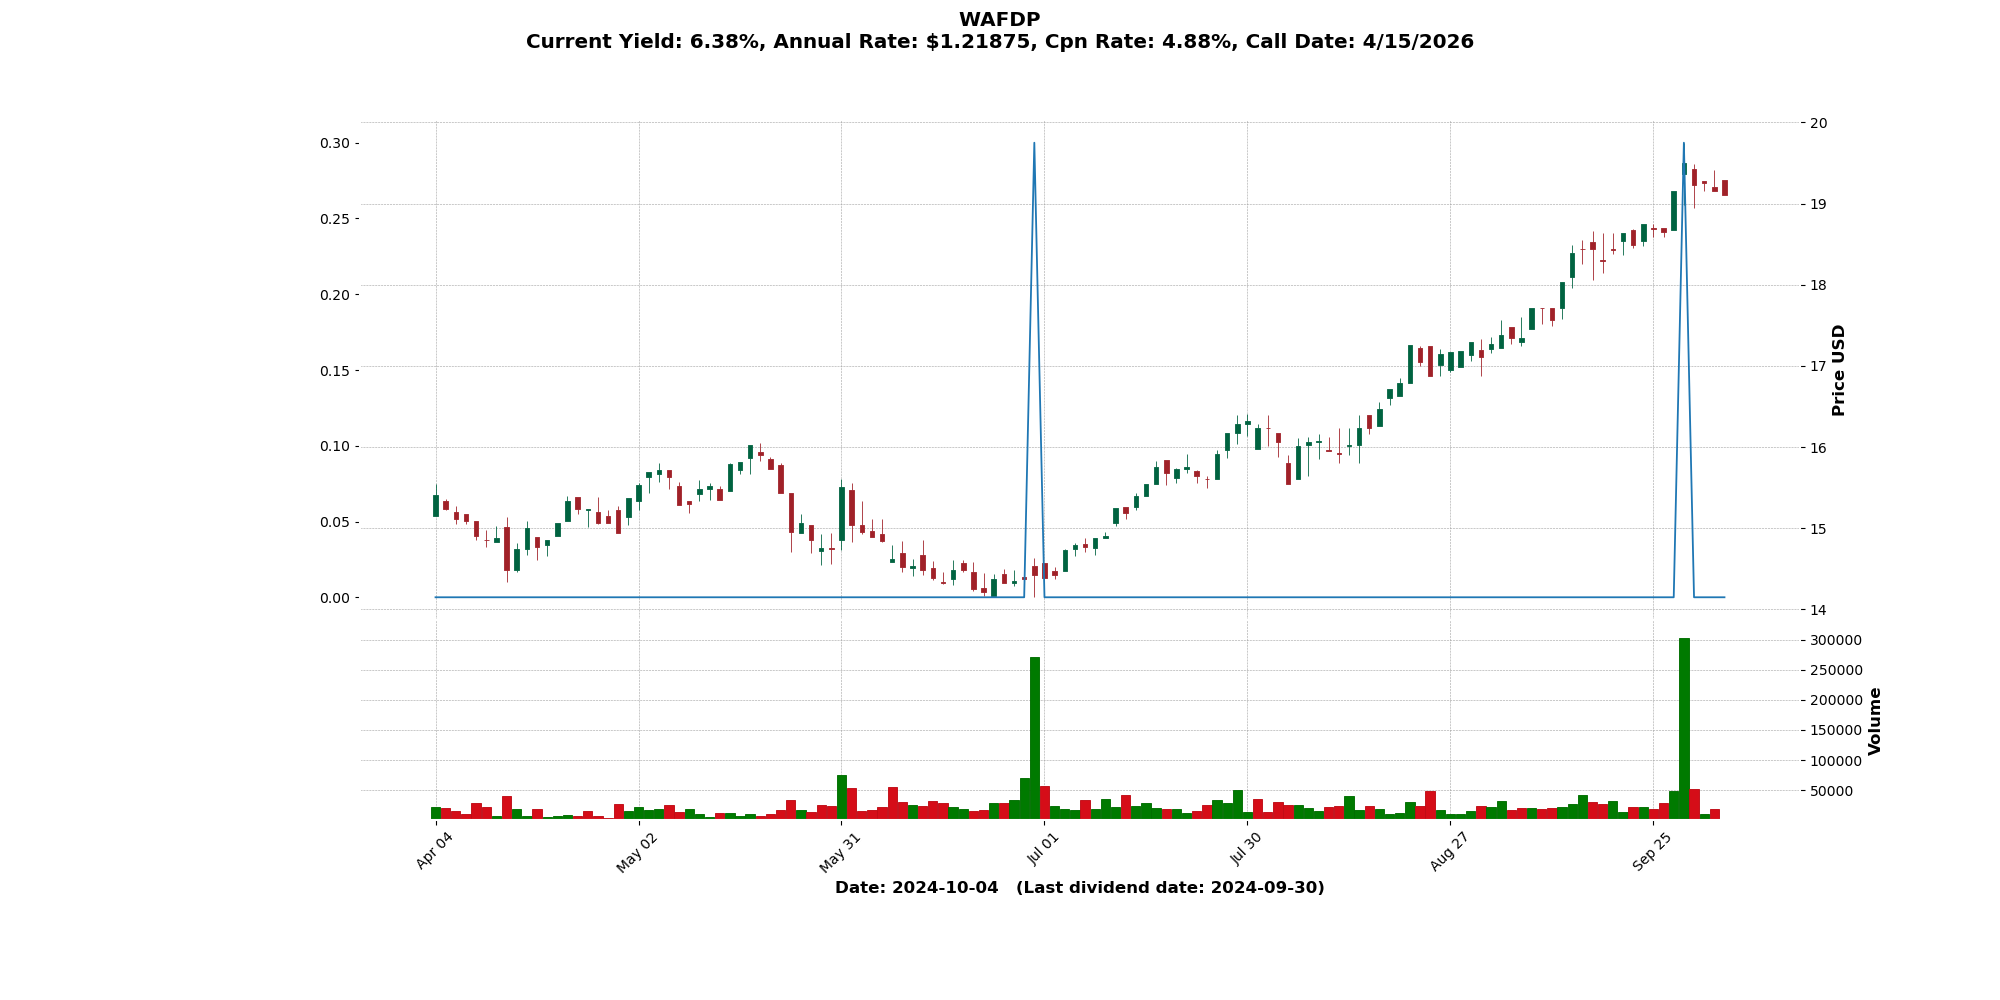 WAFDP
Current Yield: 6.38%, Annual Rate: $1.21875, Cpn Rate: 4.88%, Call Date: 4/15/2026
0.30
0.25
0.20
0.15
0.10
0.05
0.00
20
19
18
17
16
15
14
Price USD
300000
250000
200000
150000
100000
50000
Volume
Apr 04
May 02
May 31
Jul 01
Jul 30
Aug 27
Sep 25
Date: 2024-10-04 (Last dividend date: 2024-09-30)